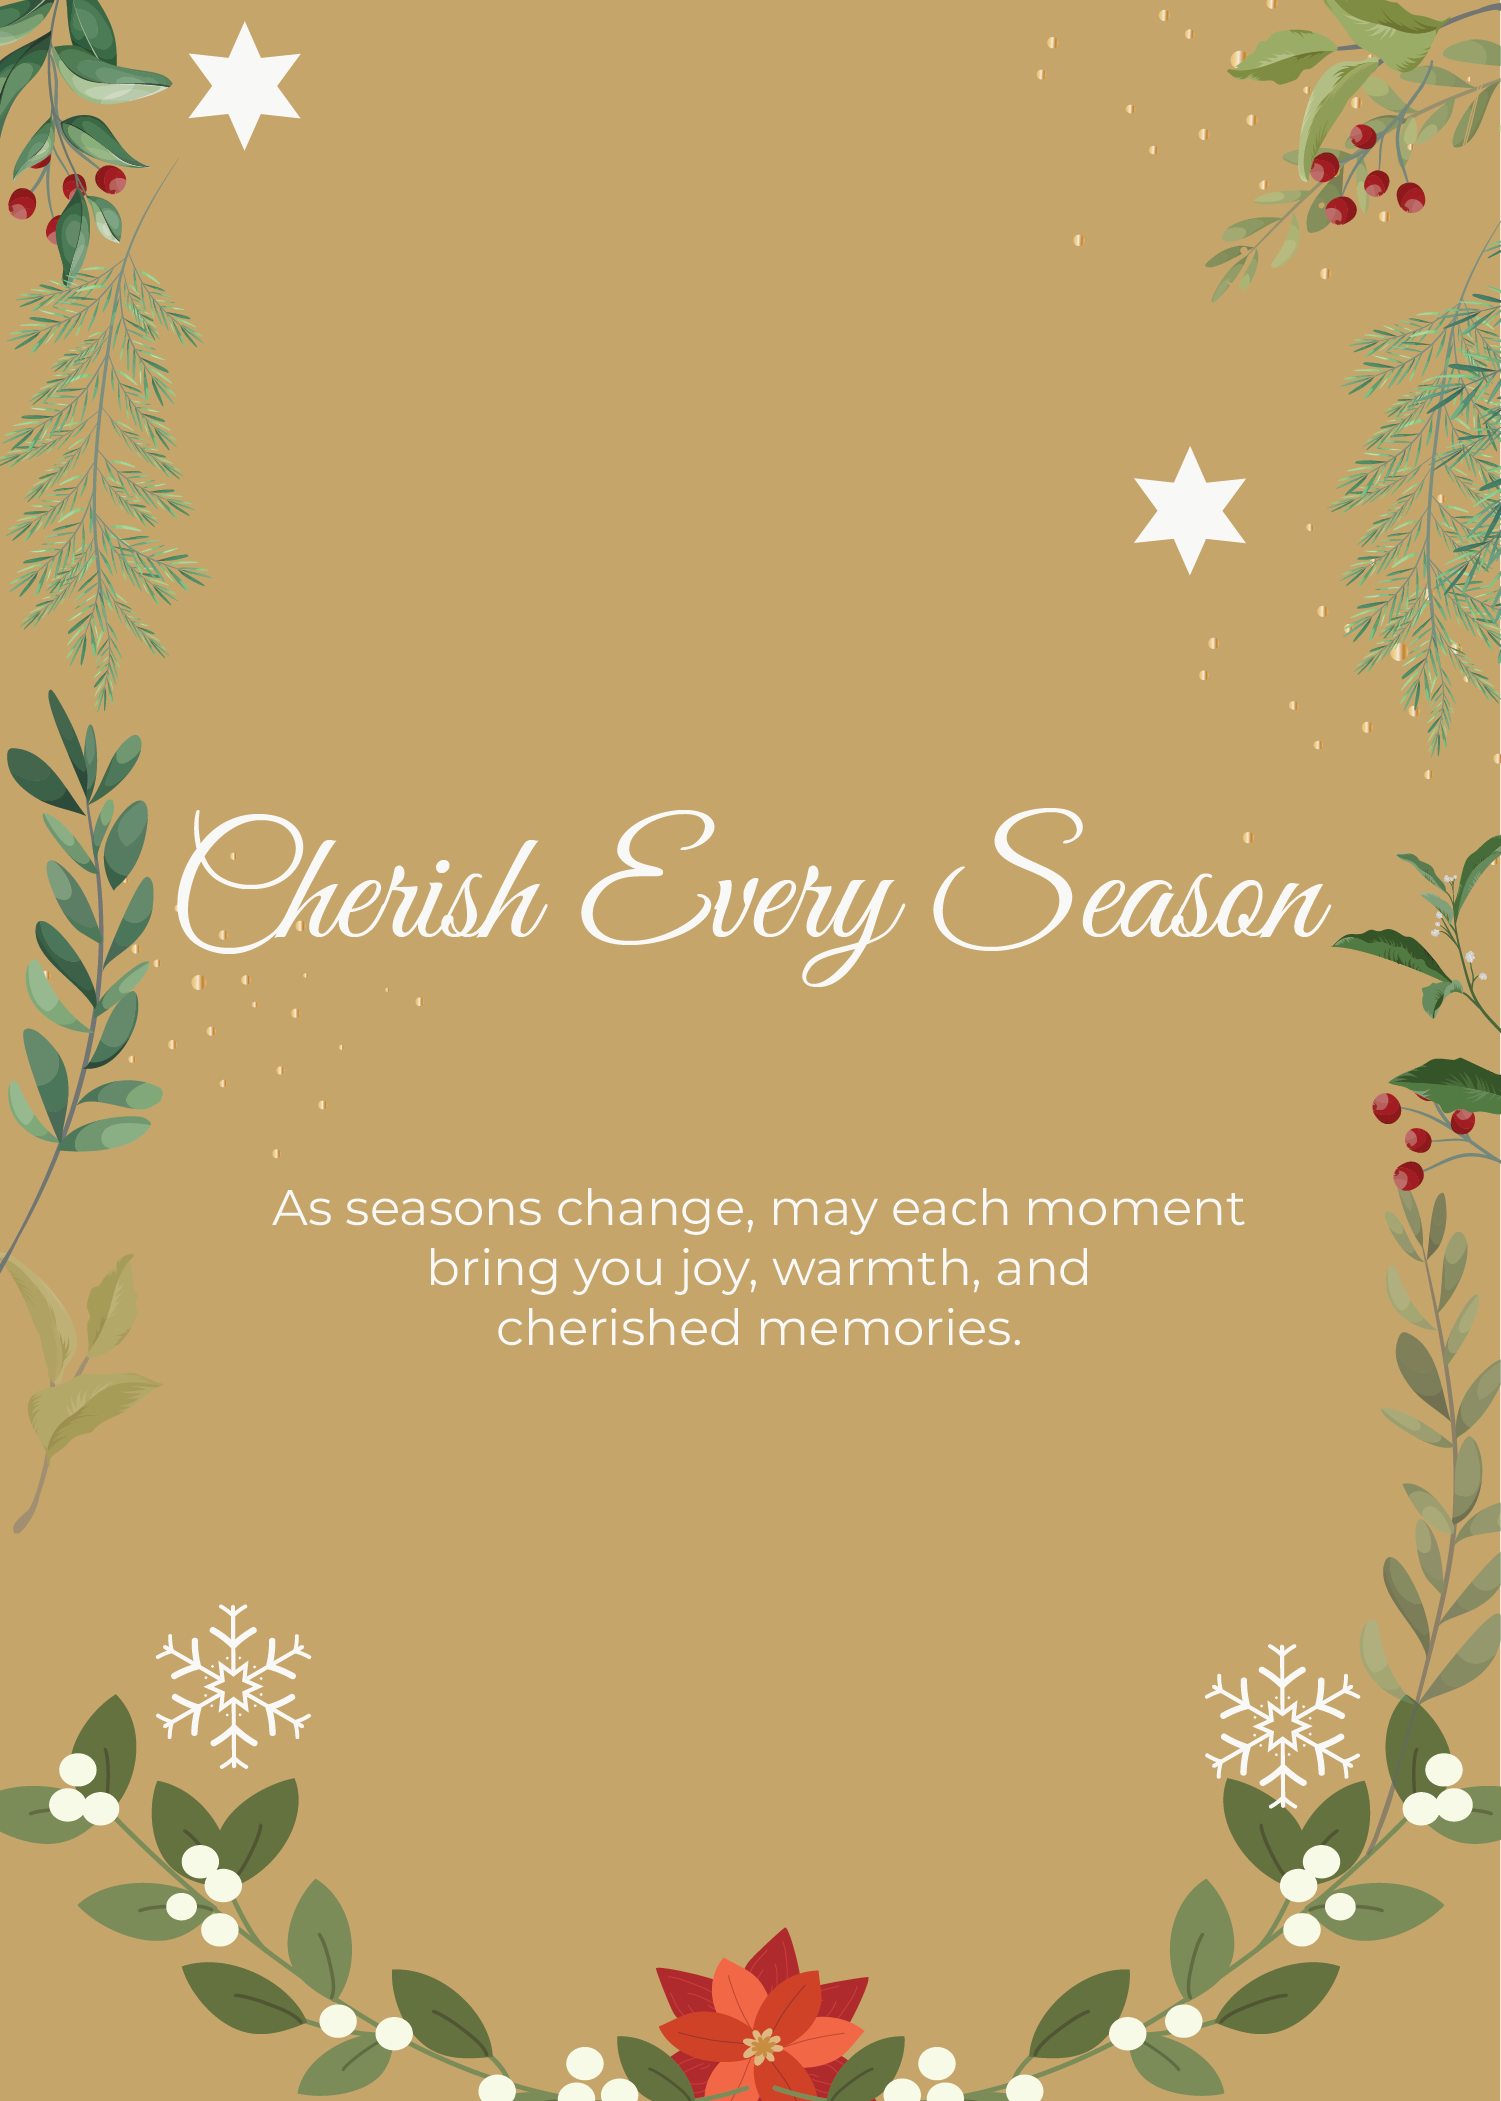 Cherish Every Season
As seasons change, may each moment
bring you joy, warmth, and
cherished memories.